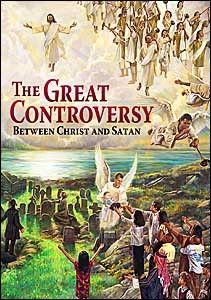 THE GREAT
CONTROVERSY
BETWEEN CHRIST AND SATAN